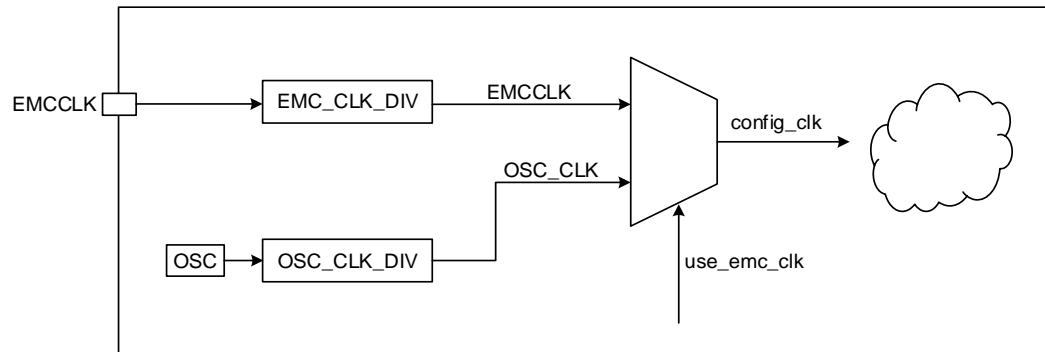 EMCCLK
EMC_CLK_DIV
EMCCLK
config_clk
OSC_CLK
OSC
OSC_CLK_DIV
use_emc_clk